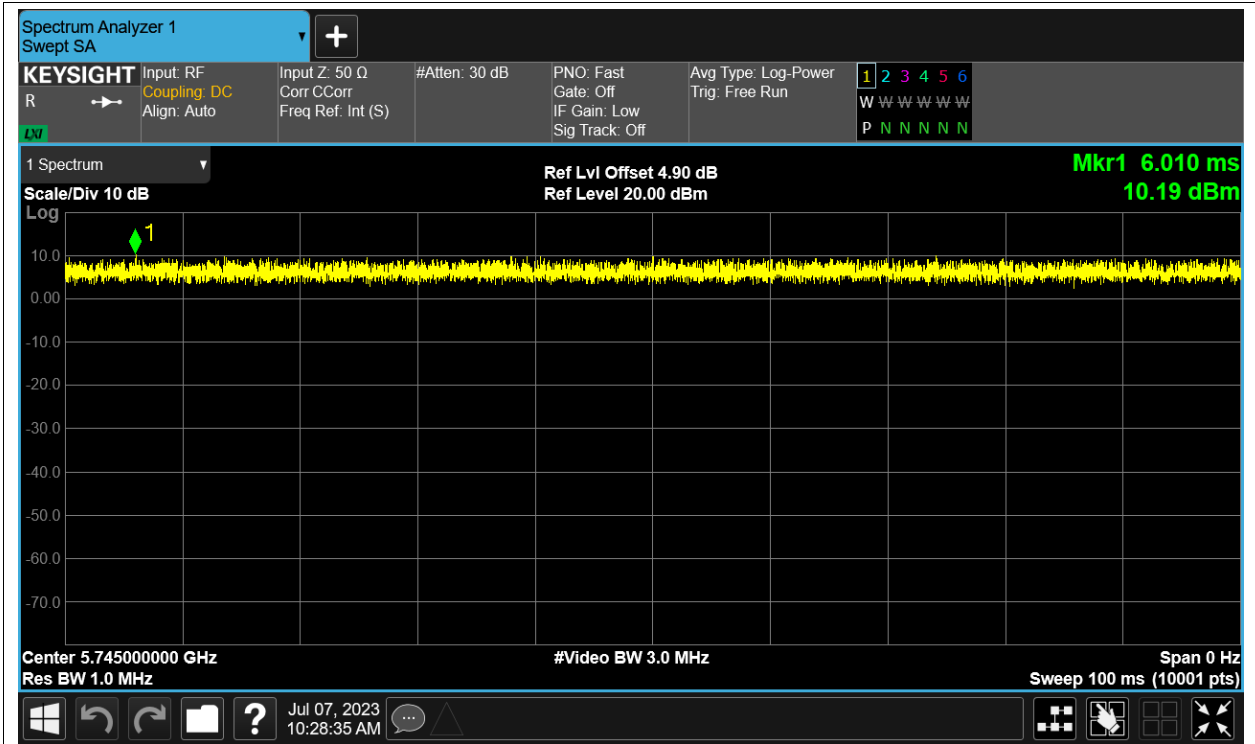 Spectrum Analyzer 1
Swept SA
+
KEYSIGHT
R
LXI
Input: RF
Coupling: DC
Align: Auto
Input Z: 50 Ω
Corr CCorr
Freq Ref: Int (S)
#Atten: 30 dB
PNO: Fast
Gate: Off
IF Gain: Low
Sig Track: Off
Avg Type: Log-Power
Trig: Free Run
1 2 3 4 5 6
W W W W W W
P N N N N N
1 Spectrum
Scale/Div 10 dB
Log
Ref Lvl Offset 4.90 dB
Ref Level 20.00 dBm
Mkr1 6.010 ms
10.19 dBm
1
10.0
0.00
-10.0
-20.0
-30.0
-40.0
-50.0
-60.0
-70.0
Center 5.745000000 GHz
#Video BW 3.0 MHz
Span 0 Hz
Res BW 1.0 MHz
Sweep 100 ms (10001 pts)
?
Jul 07, 2023
10:28:35 AM